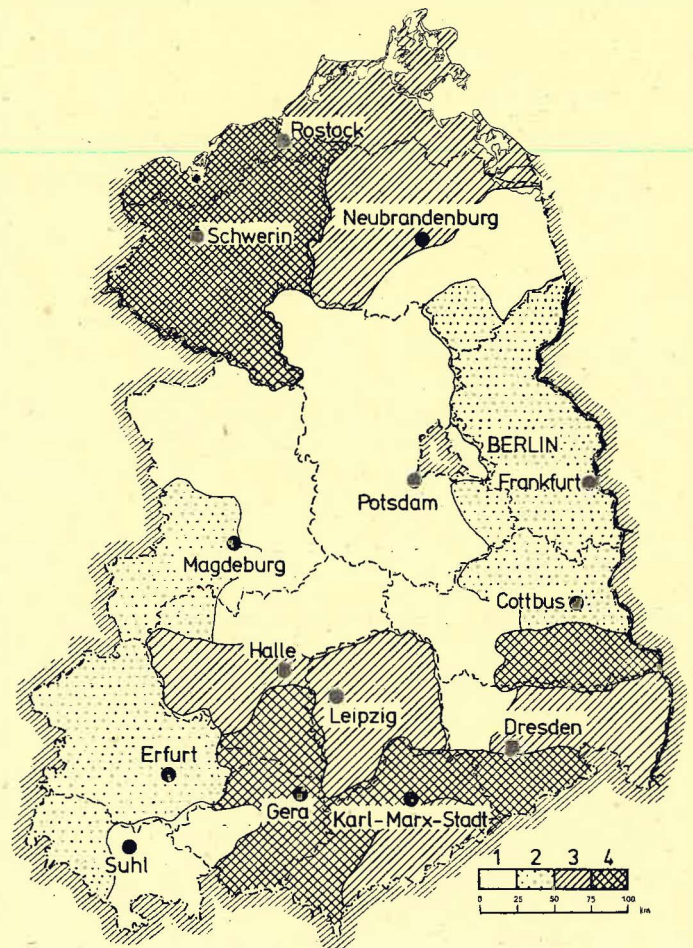 Rostock
Schwerin
Neubrandenburg
BERLIN
Potsdam
Frankfurt
Magdeburg
Cottbus
Halle
Leipzig
Dresden
Erfurt
Gera
Karl-Marx-Stadt
Suhl
1 2 3 4
0 25 50 75 100
km